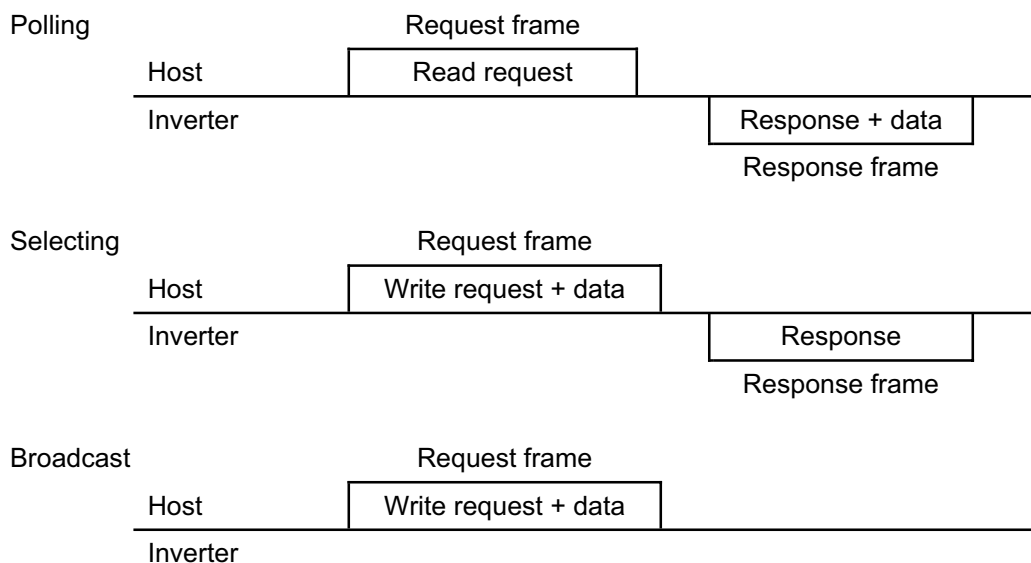 Polling
Request frame
Host
Read request
Inverter
Response + data
Response frame
Selecting
Request frame
Host
Write request + data
Inverter
Response
Response frame
Broadcast
Request frame
Host
Write request + data
Inverter